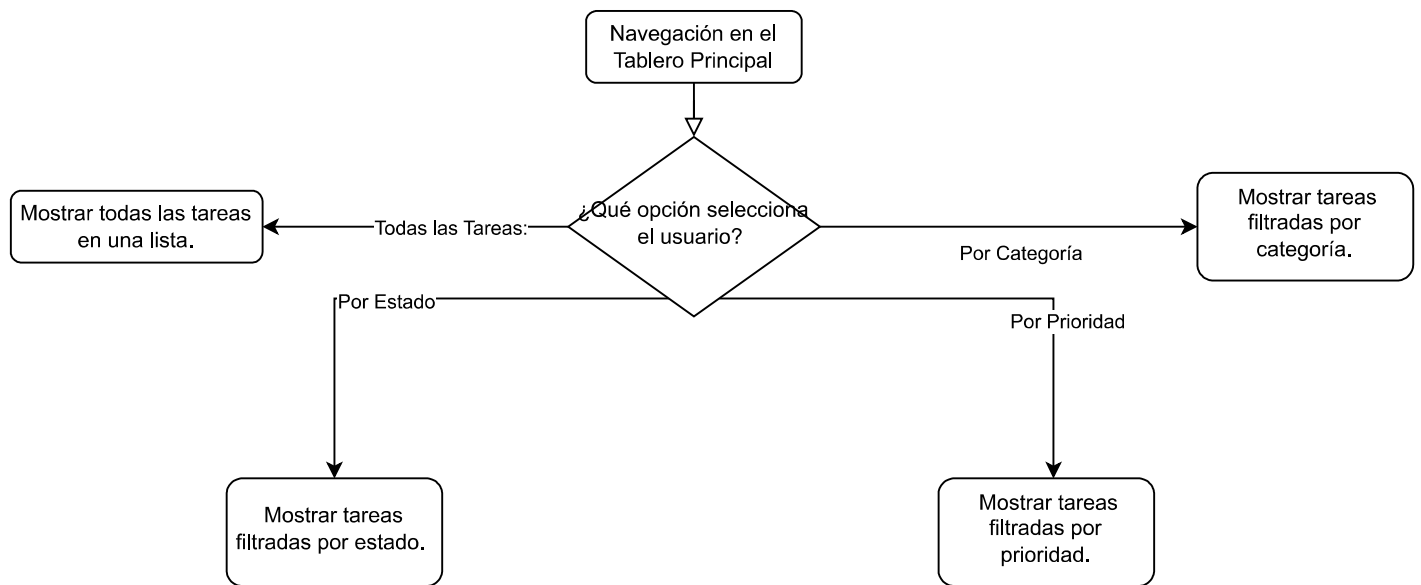 Navegación en el
Tablero Principal
¿Qué opción selecciona
el usuario?
Todas las Tareas:
Mostrar todas las tareas
en una lista.
Por Categoría
Mostrar tareas
filtradas por
categoría.
Por Estado
Por Prioridad
Mostrar tareas
filtradas por estado.
Mostrar tareas
filtradas por
prioridad.